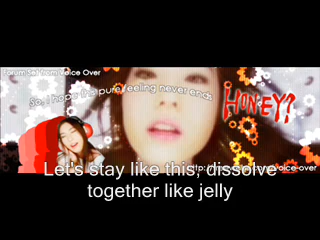 Forum Set from Voice Over
So, I hope this pure feeling never ends
HONEY?
Let's stay like this, dissolve
together like jelly